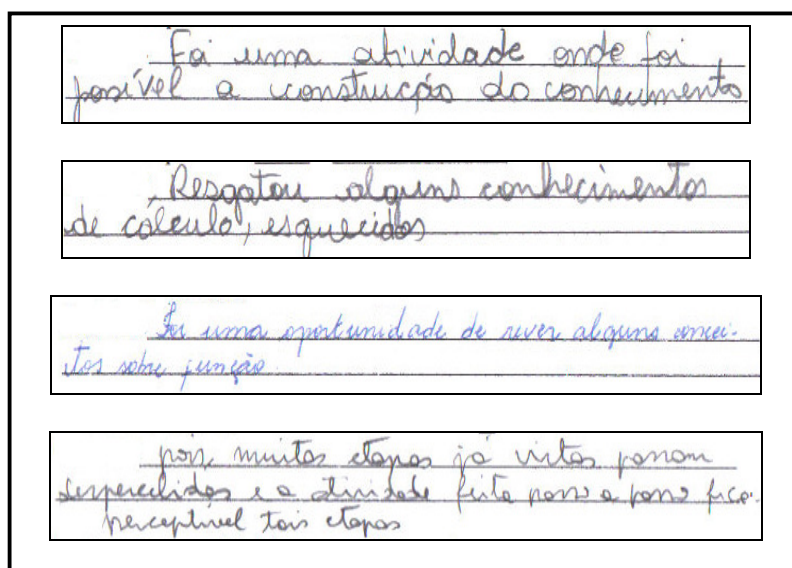 Foi uma atividade onde foi
possível a construção do conhecimento
Resgatou alguns conhecimentos
de cálculo, esquecidos
Foi uma oportunidade de rever alguns concei-
tos sobre função
pois, muitas etapas já vistas passam
despercebidas e a atividade feita passo a passo fica
perceptível tais etapas